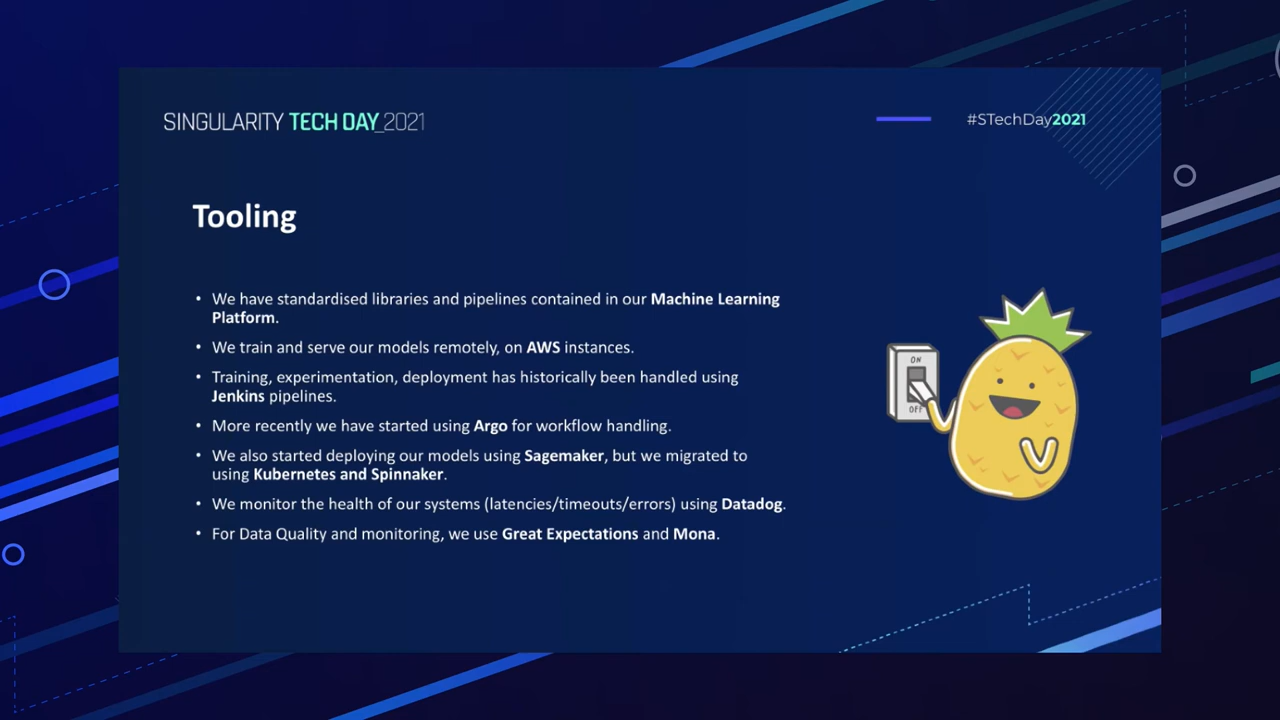 SINGULARITY TECH DAY_2021
#STechDay2021
Tooling
• We have standardised libraries and pipelines contained in our Machine Learning
Platform.
• We train and serve our models remotely, on AWS instances.
• Training, experimentation, deployment has historically been handled using
Jenkins pipelines.
• More recently we have started using Argo for workflow handling.
• We also started deploying our models using Sagemaker, but we migrated to
using Kubernetes and Spinnaker.
• We monitor the health of our systems (latencies/timeouts/errors) using Datadog.
• For Data Quality and monitoring, we use Great Expectations and Mona.
ON
OFF